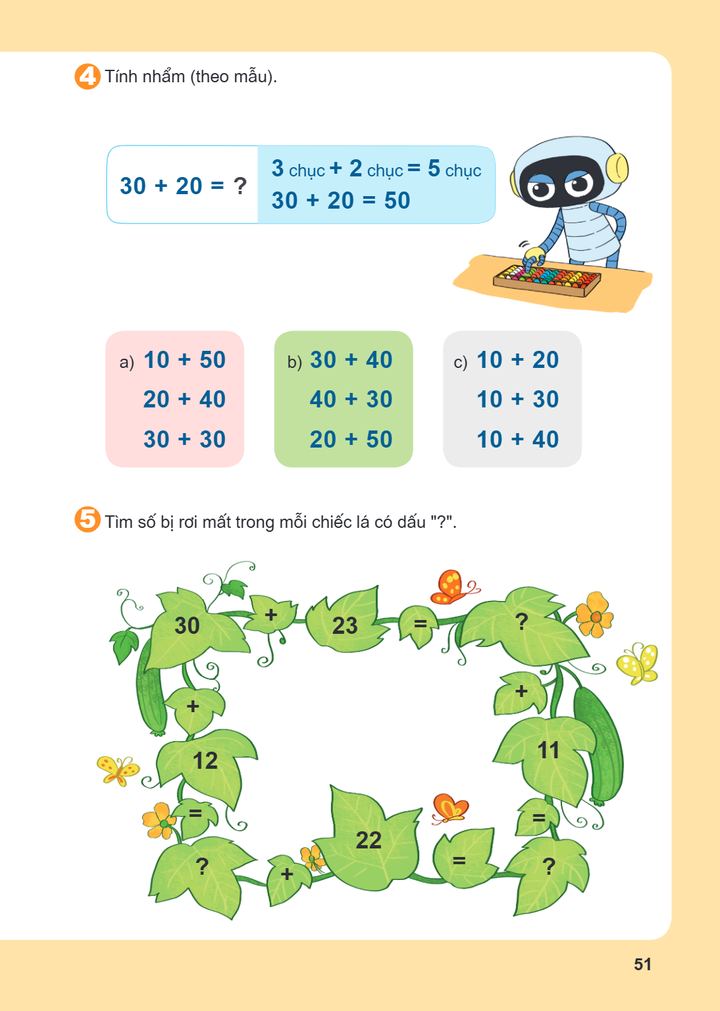 4 Tính nhẩm (theo mẫu).
30 + 20 = ?
3 chục + 2 chục = 5 chục
30 + 20 = 50
a) 10 + 50
20 + 40
30 + 30
b) 30 + 40
40 + 30
20 + 50
c) 10 + 20
10 + 30
10 + 40
5 Tìm số bị rơi mất trong mỗi chiếc lá có dấu "?".
30 + 23 = ?
+ +
12 11
= =
? + 22 = ?
51